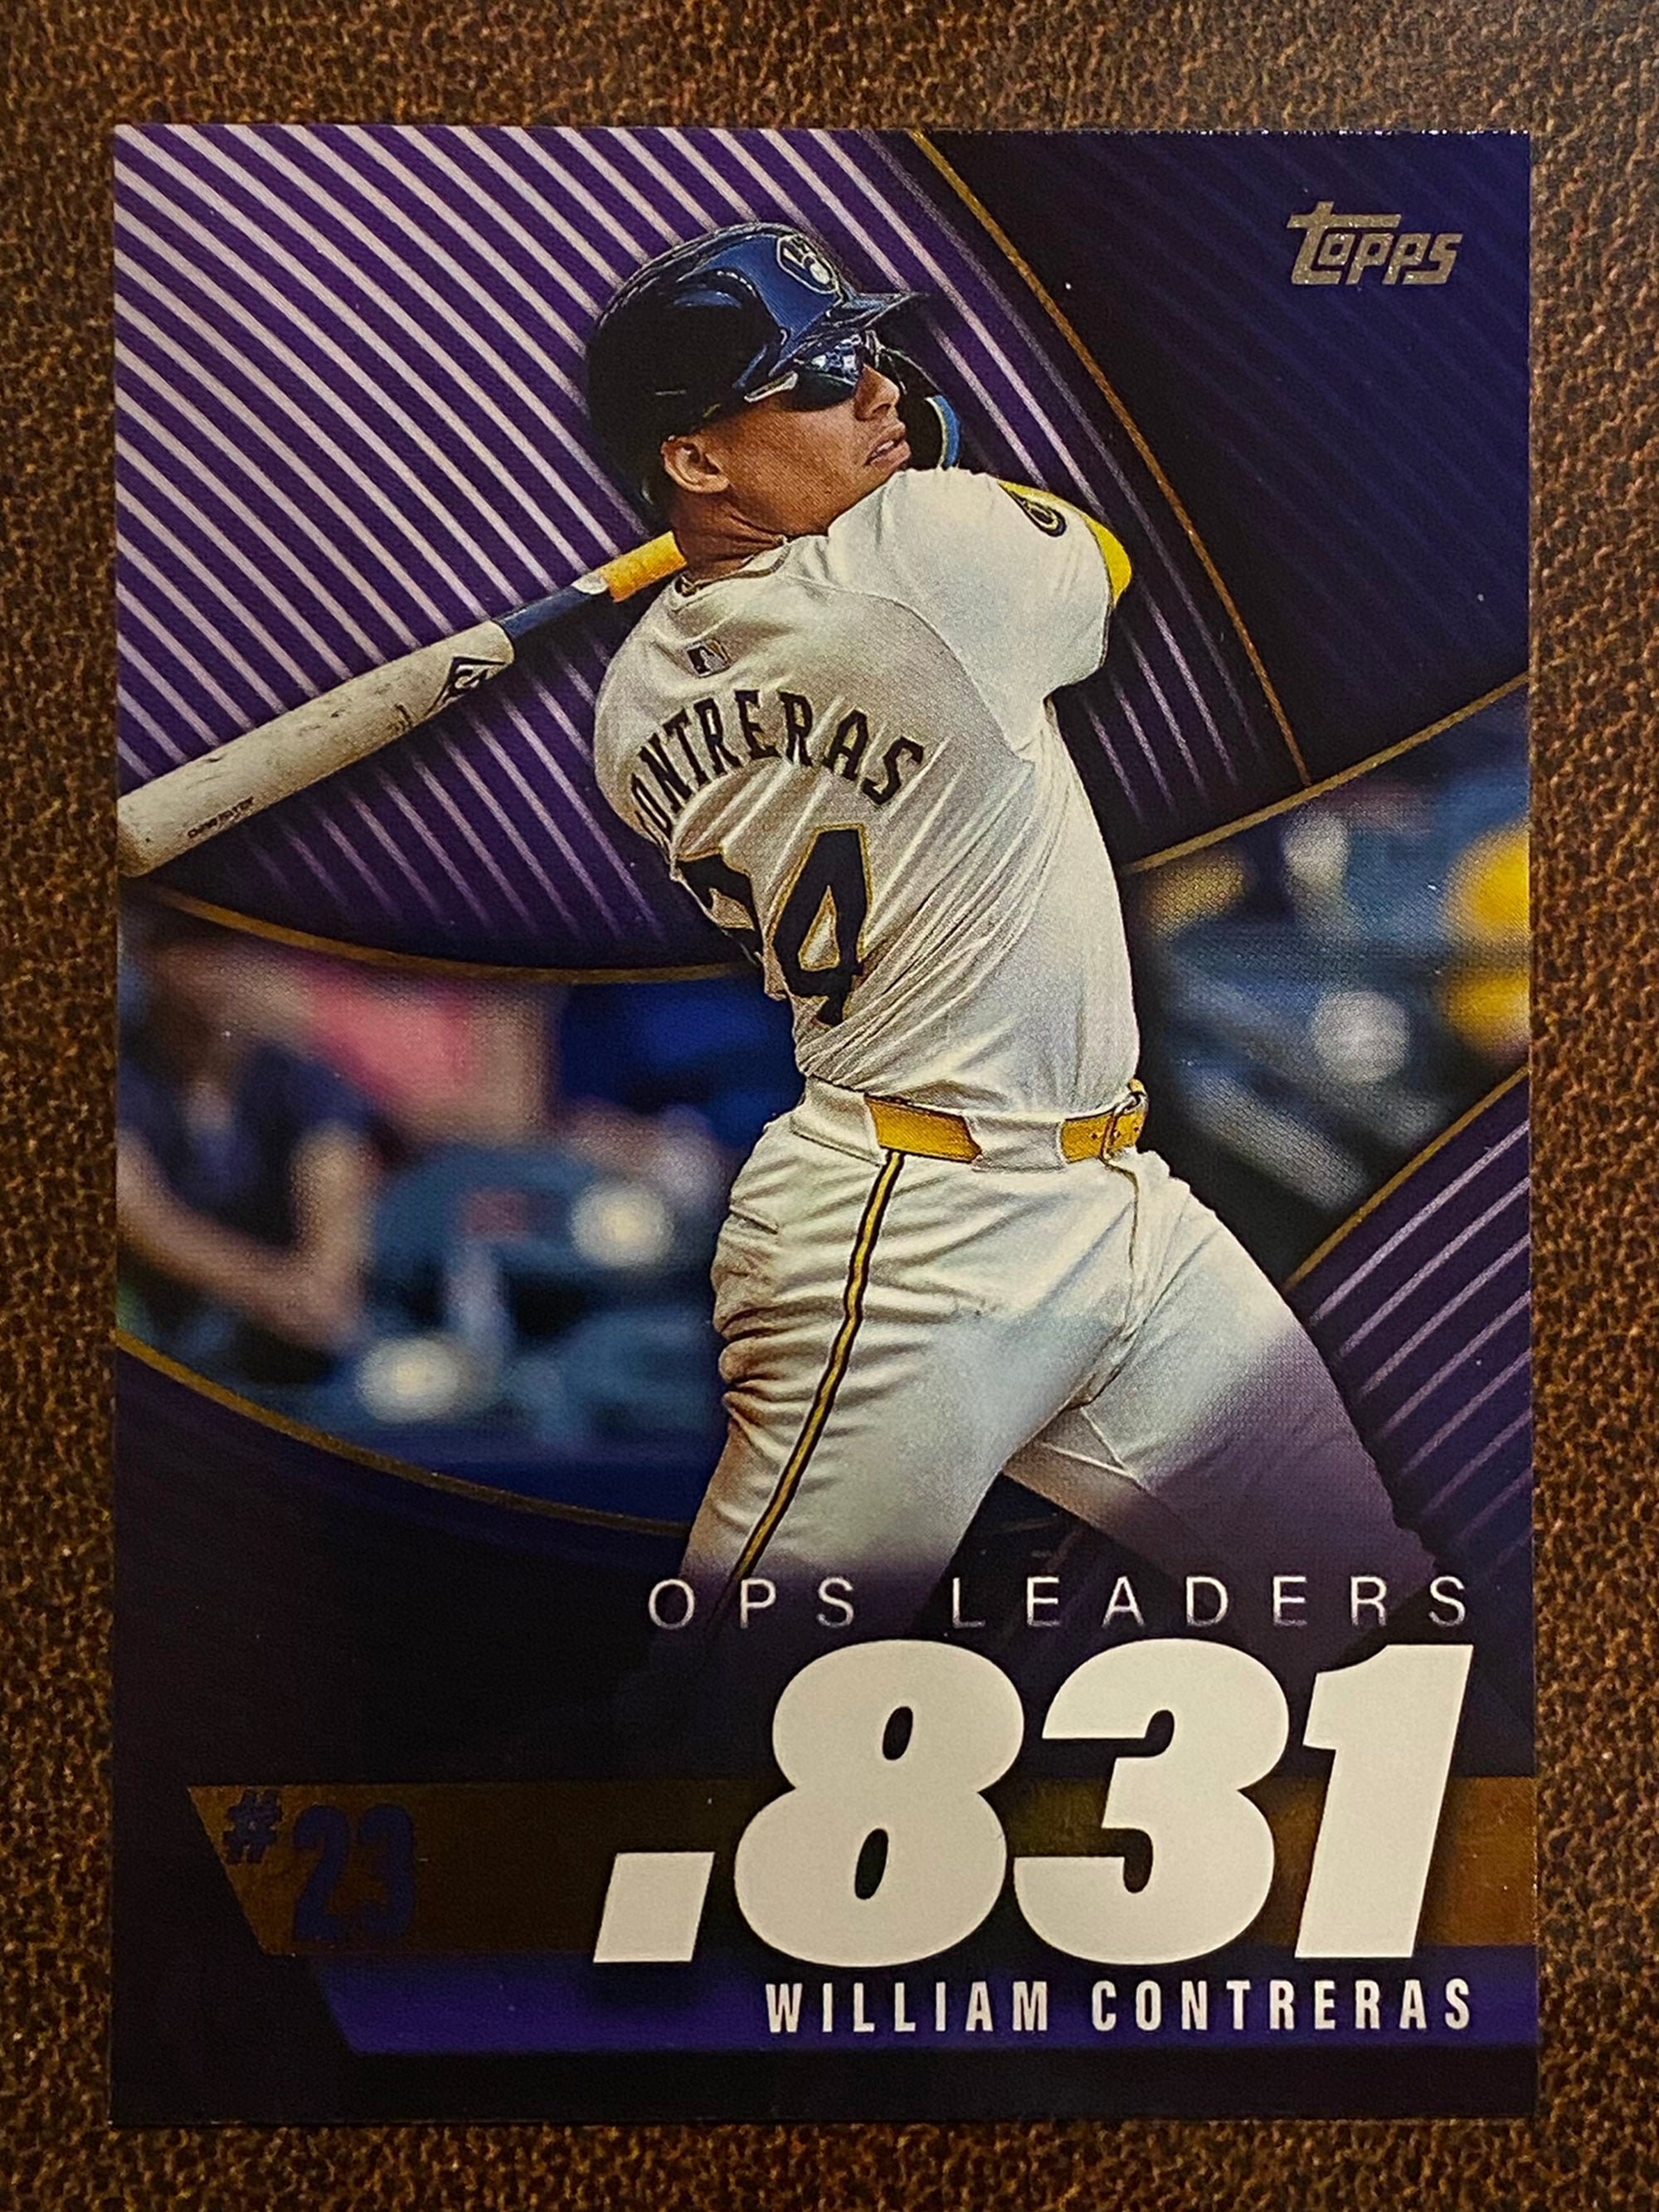 Topps
CONTRERAS
24
OPS LEADERS
.831
#23
WILLIAM CONTRERAS